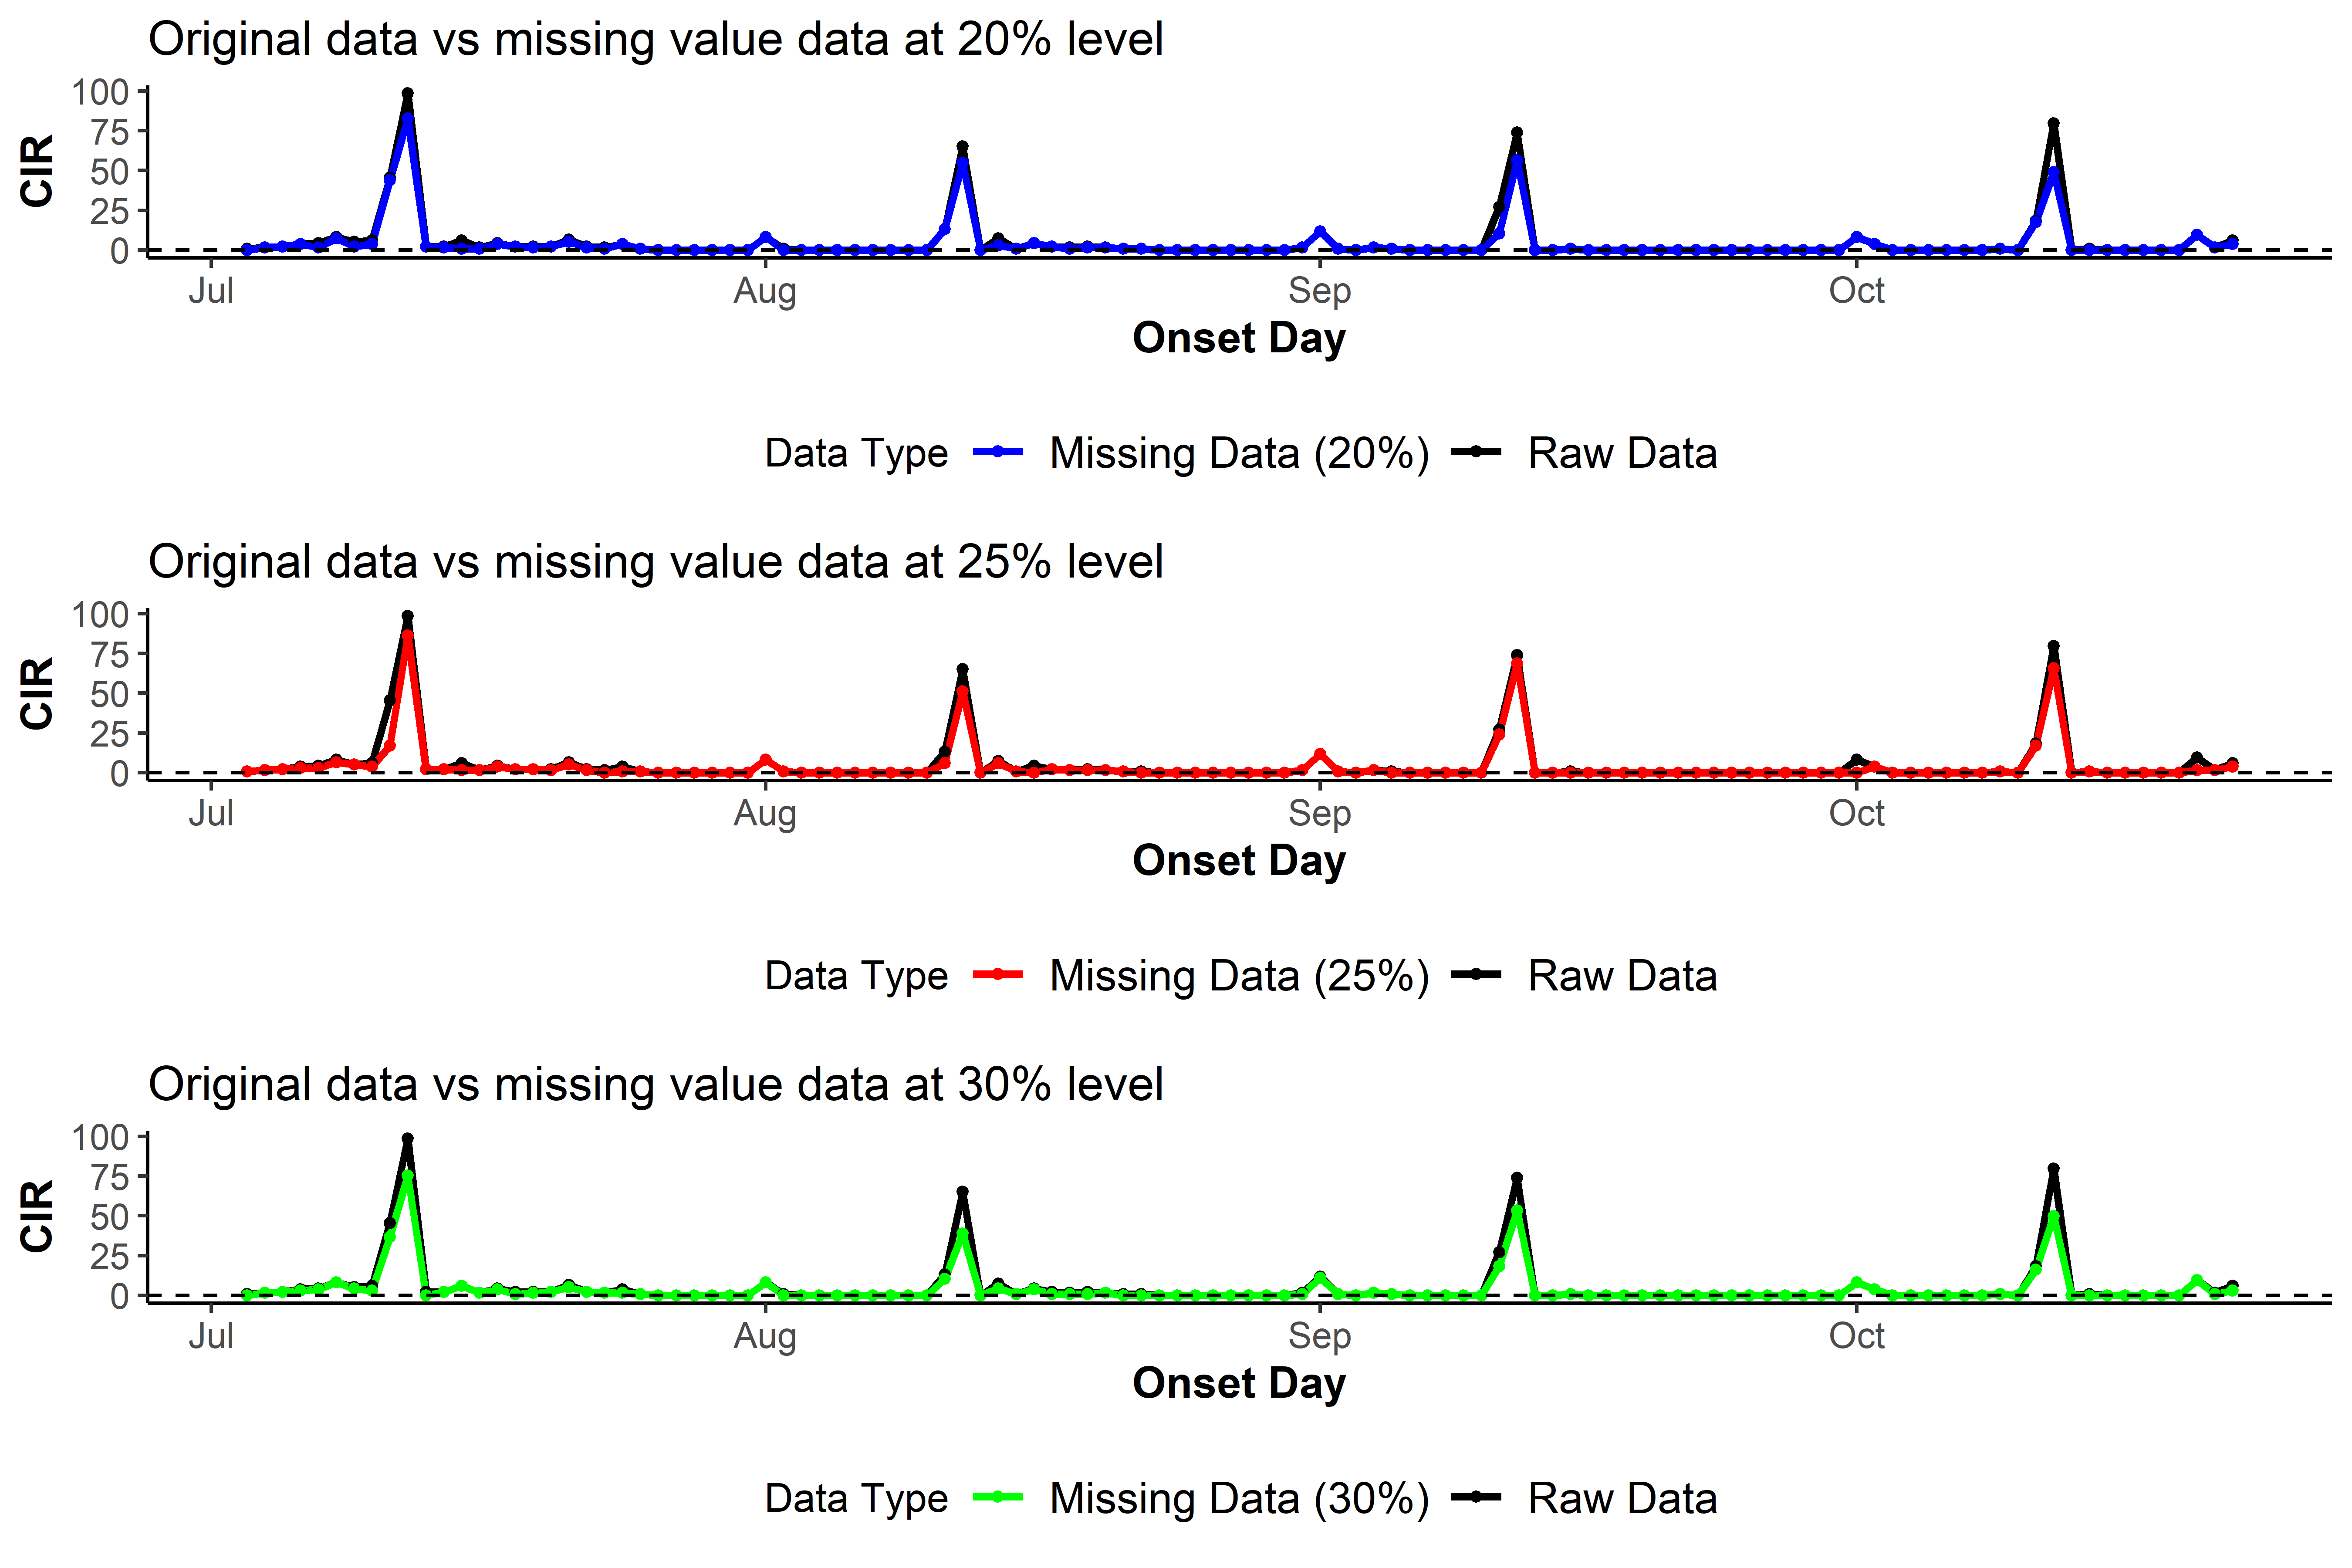 Original data vs missing value data at 20% level
100
75
50
25
0
CIR
Jul Aug Sep Oct
Onset Day
Data Type Missing Data (20%) Raw Data
Original data vs missing value data at 25% level
100
75
50
25
0
CIR
Jul Aug Sep Oct
Onset Day
Data Type Missing Data (25%) Raw Data
Original data vs missing value data at 30% level
100
75
50
25
0
CIR
Jul Aug Sep Oct
Onset Day
Data Type Missing Data (30%) Raw Data